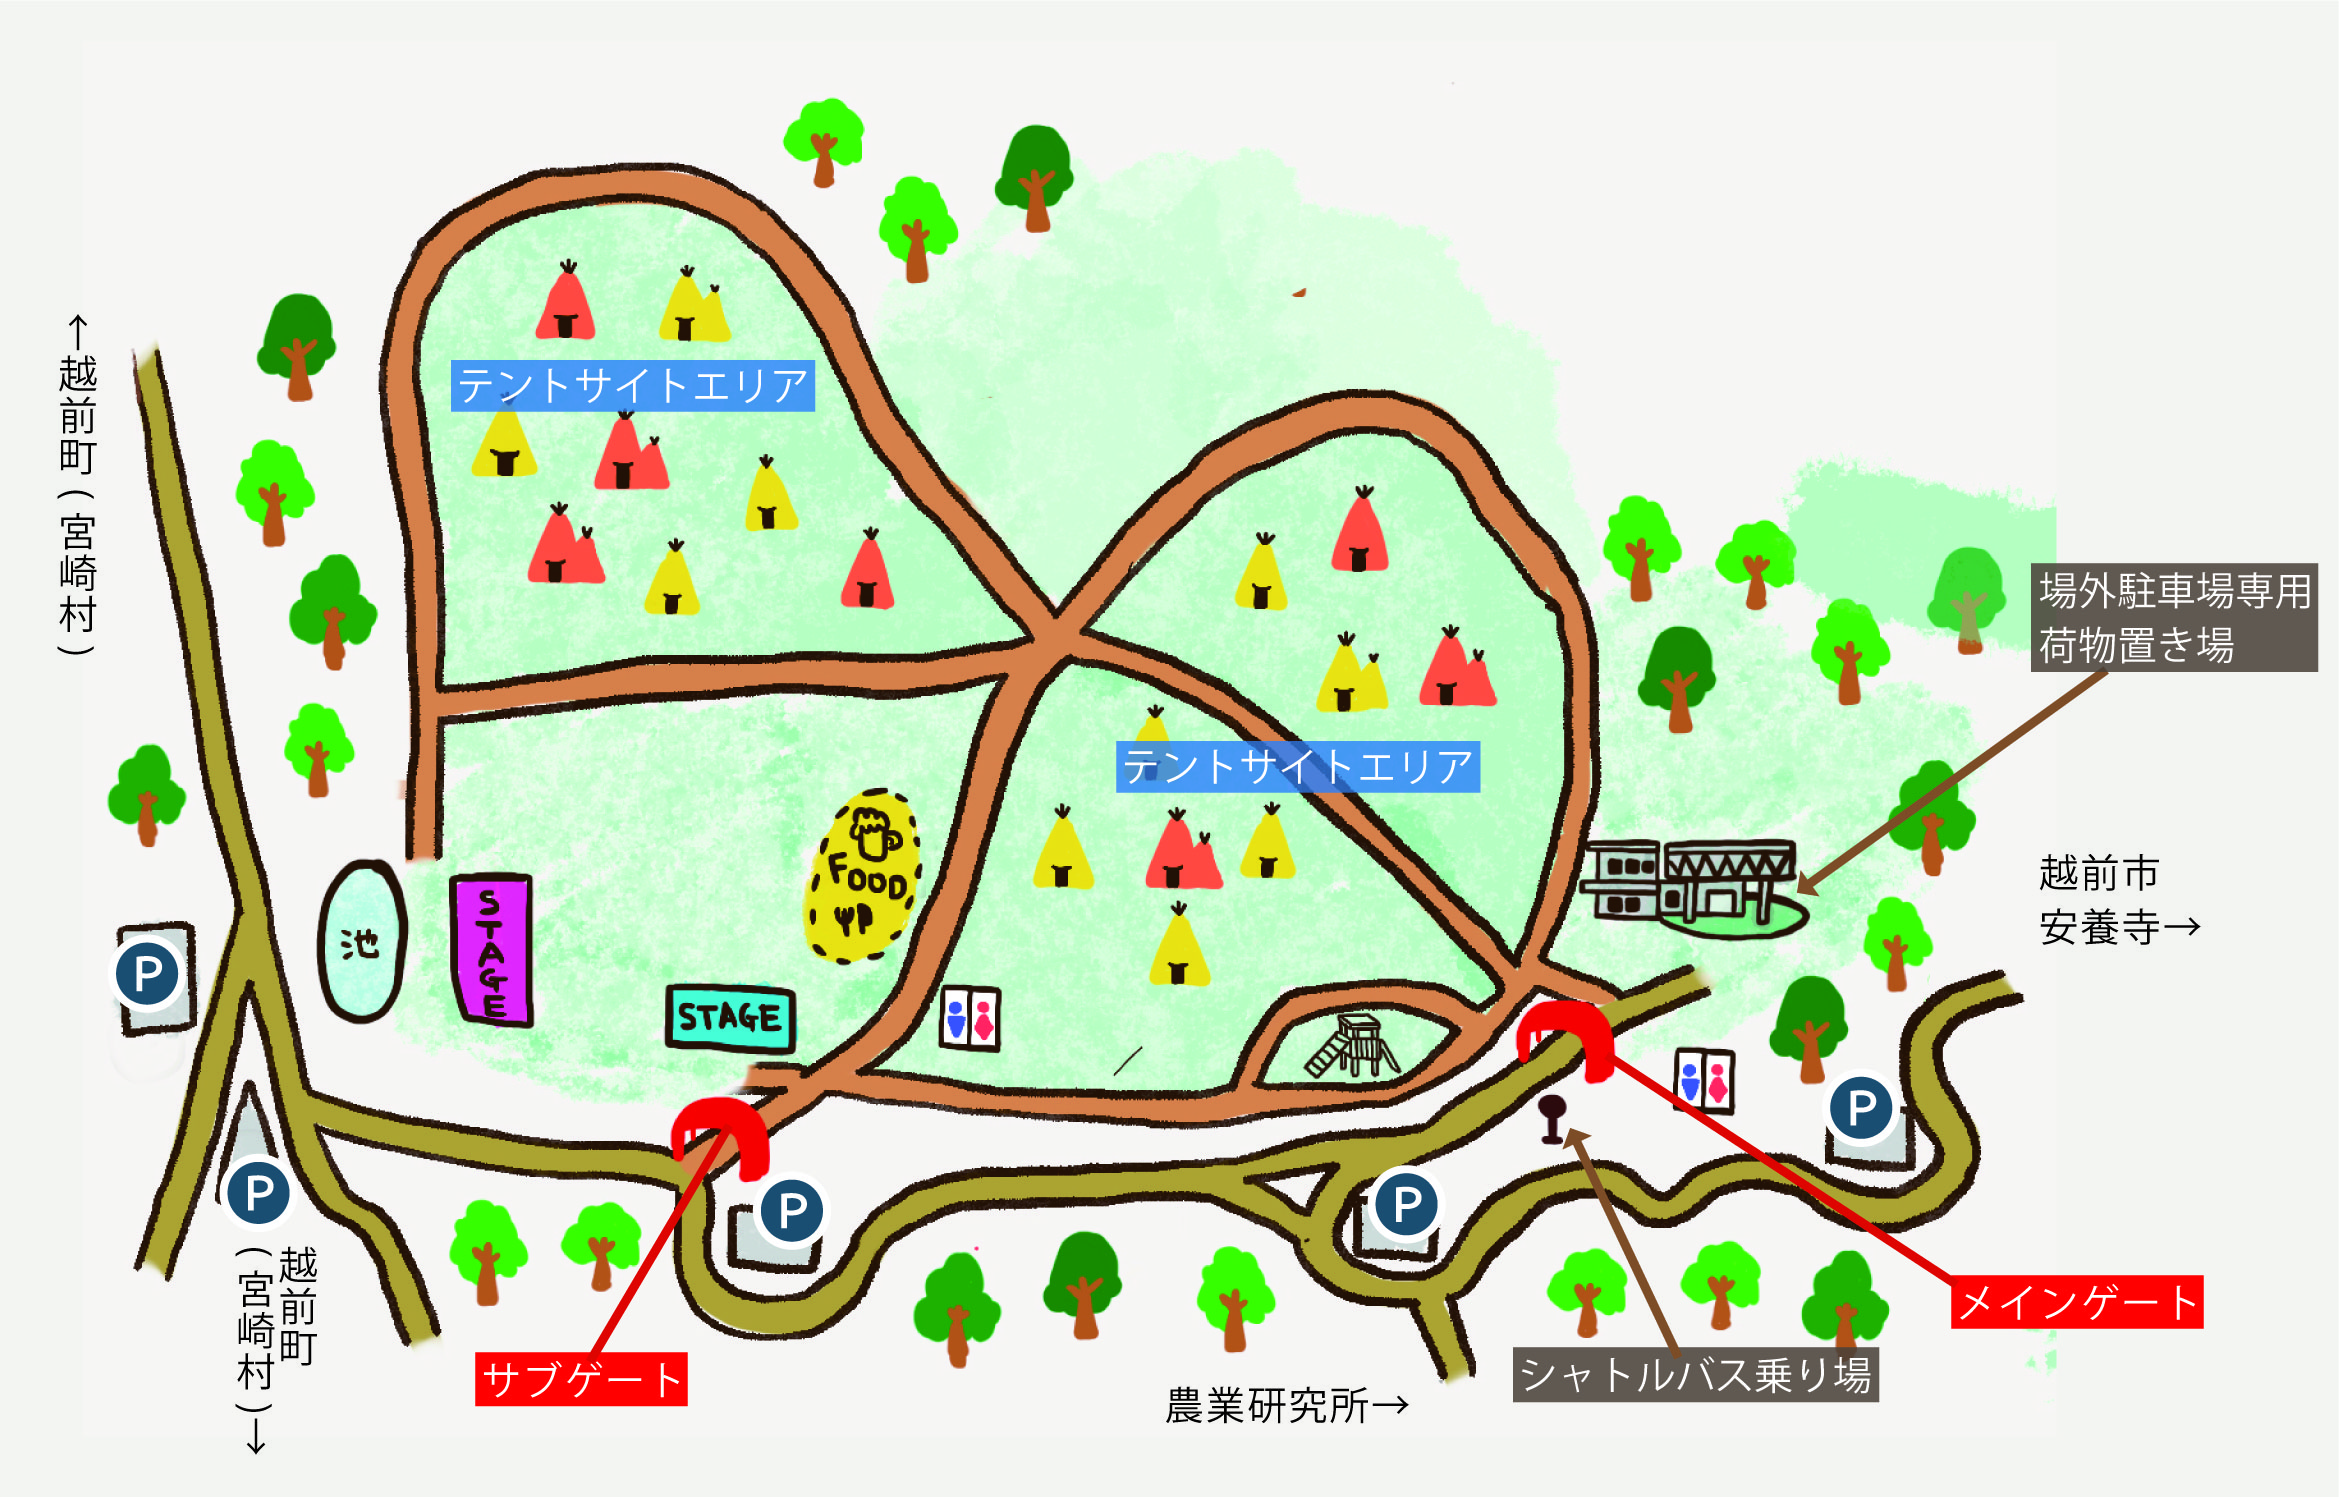 ←越前町(宮崎村)
テントサイトエリア
場外駐車場専用
荷物置き場
テントサイトエリア
FOOD
越前市
安養寺→
池
STAGE
STAGE
P
P
P
P
P
越前町
(宮崎村)→
サブゲート
メインゲート
シャトルバス乗り場
農業研究所→